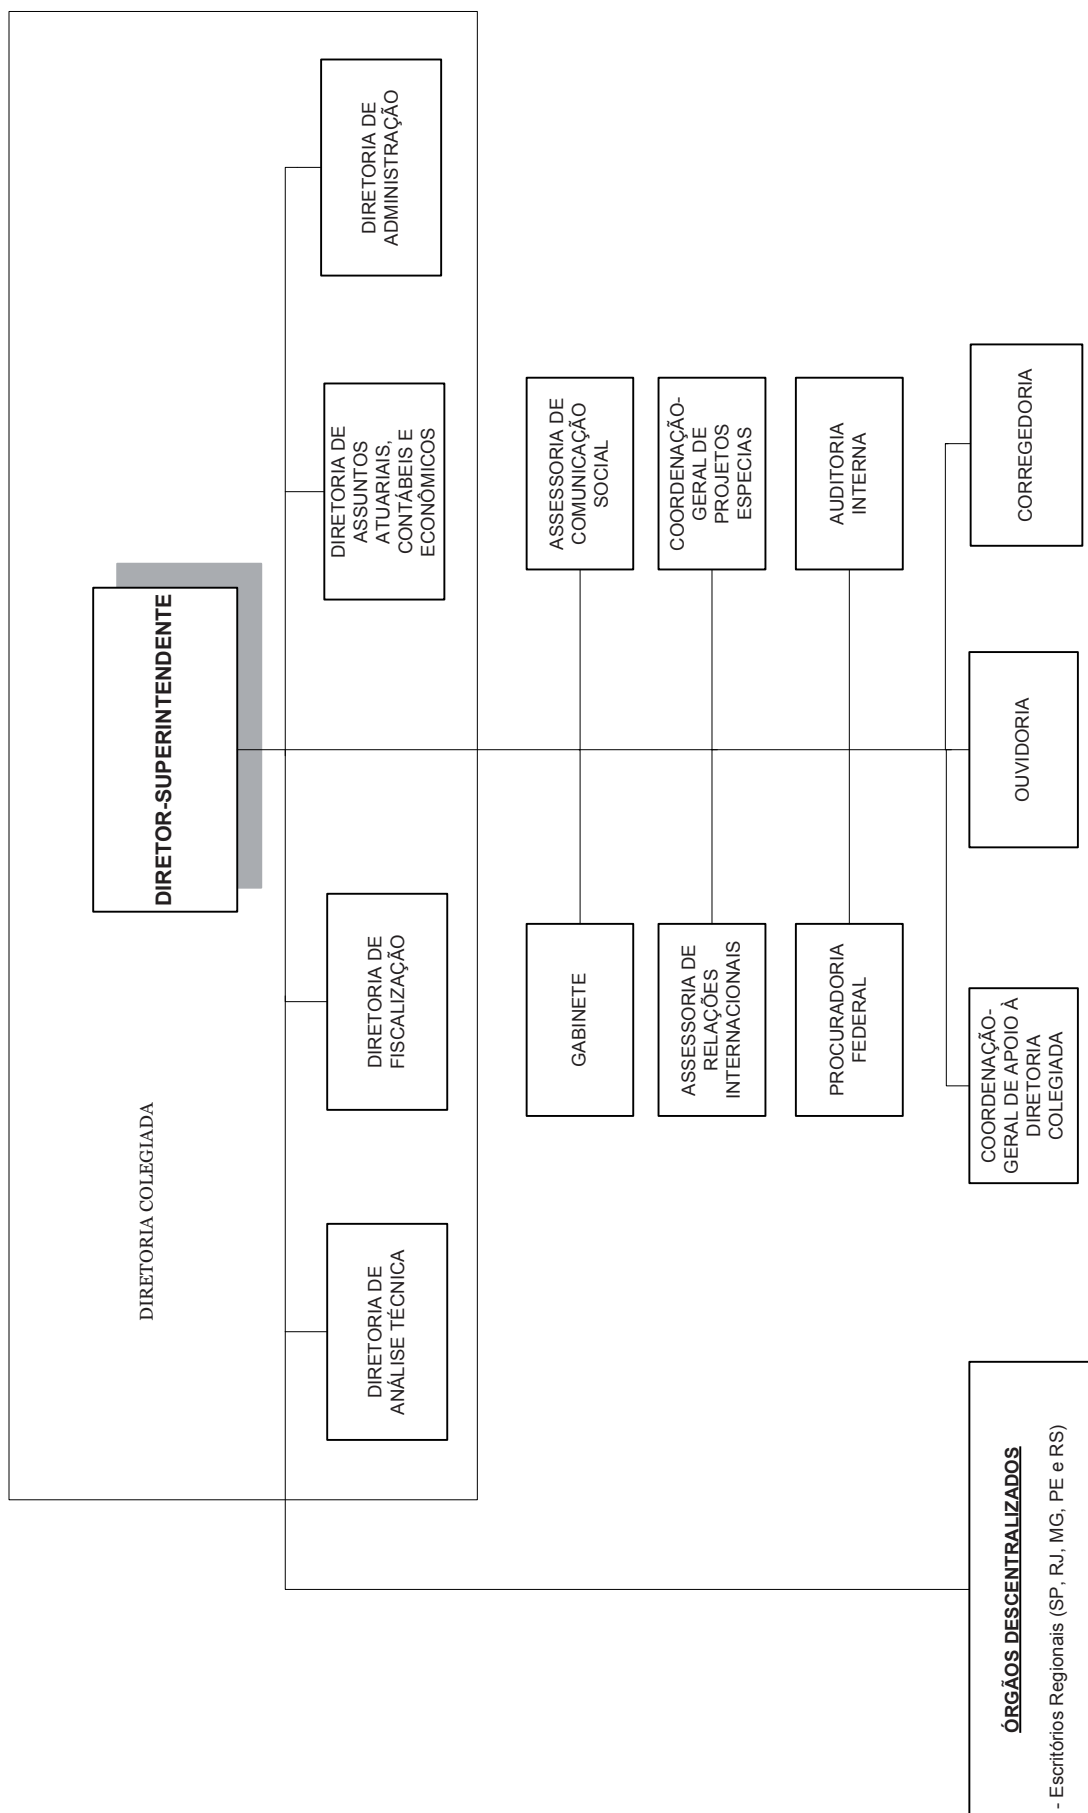 DIRETORIA COLEGIADA
DIRETOR-SUPERINTENDENTE
DIRETORIA DE
ANÁLISE TÉCNICA
DIRETORIA DE
FISCALIZAÇÃO
DIRETORIA DE
ASSUNTOS
ATUARIAIS,
CONTÁBEIS E
ECONÔMICOS
DIRETORIA DE
ADMINISTRAÇÃO
GABINETE
ASSESSORIA DE
COMUNICAÇÃO
SOCIAL
ASSESSORIA DE
RELAÇÕES
INTERNACIONAIS
COORDENAÇÃO-
GERAL DE
PROJETOS
ESPECIAS
PROCURADORIA
FEDERAL
AUDITORIA
INTERNA
ÓRGÃOS DESCENTRALIZADOS
- Escritórios Regionais (SP, RJ, MG, PE e RS)
COORDENAÇÃO-
GERAL DE APOIO À
DIRETORIA
COLEGIADA
OUVIDORIA
CORREGEDORIA